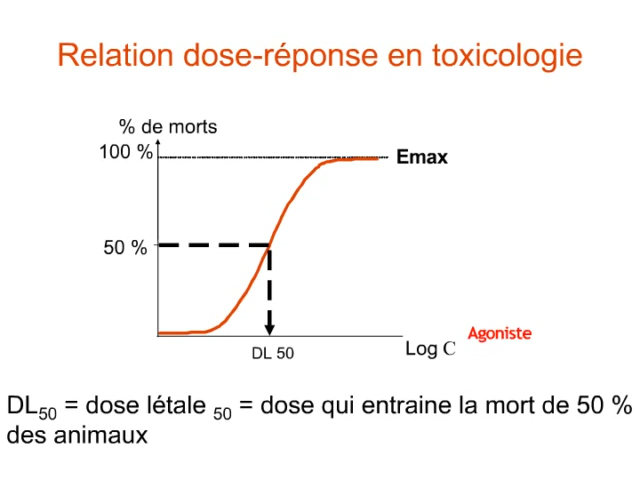 Relation dose-réponse en toxicologie
% de morts
100 %
Emax
50 %
Agoniste
DL 50
Log C
DL50 = dose létale 50 = dose qui entraine la mort de 50 %
des animaux